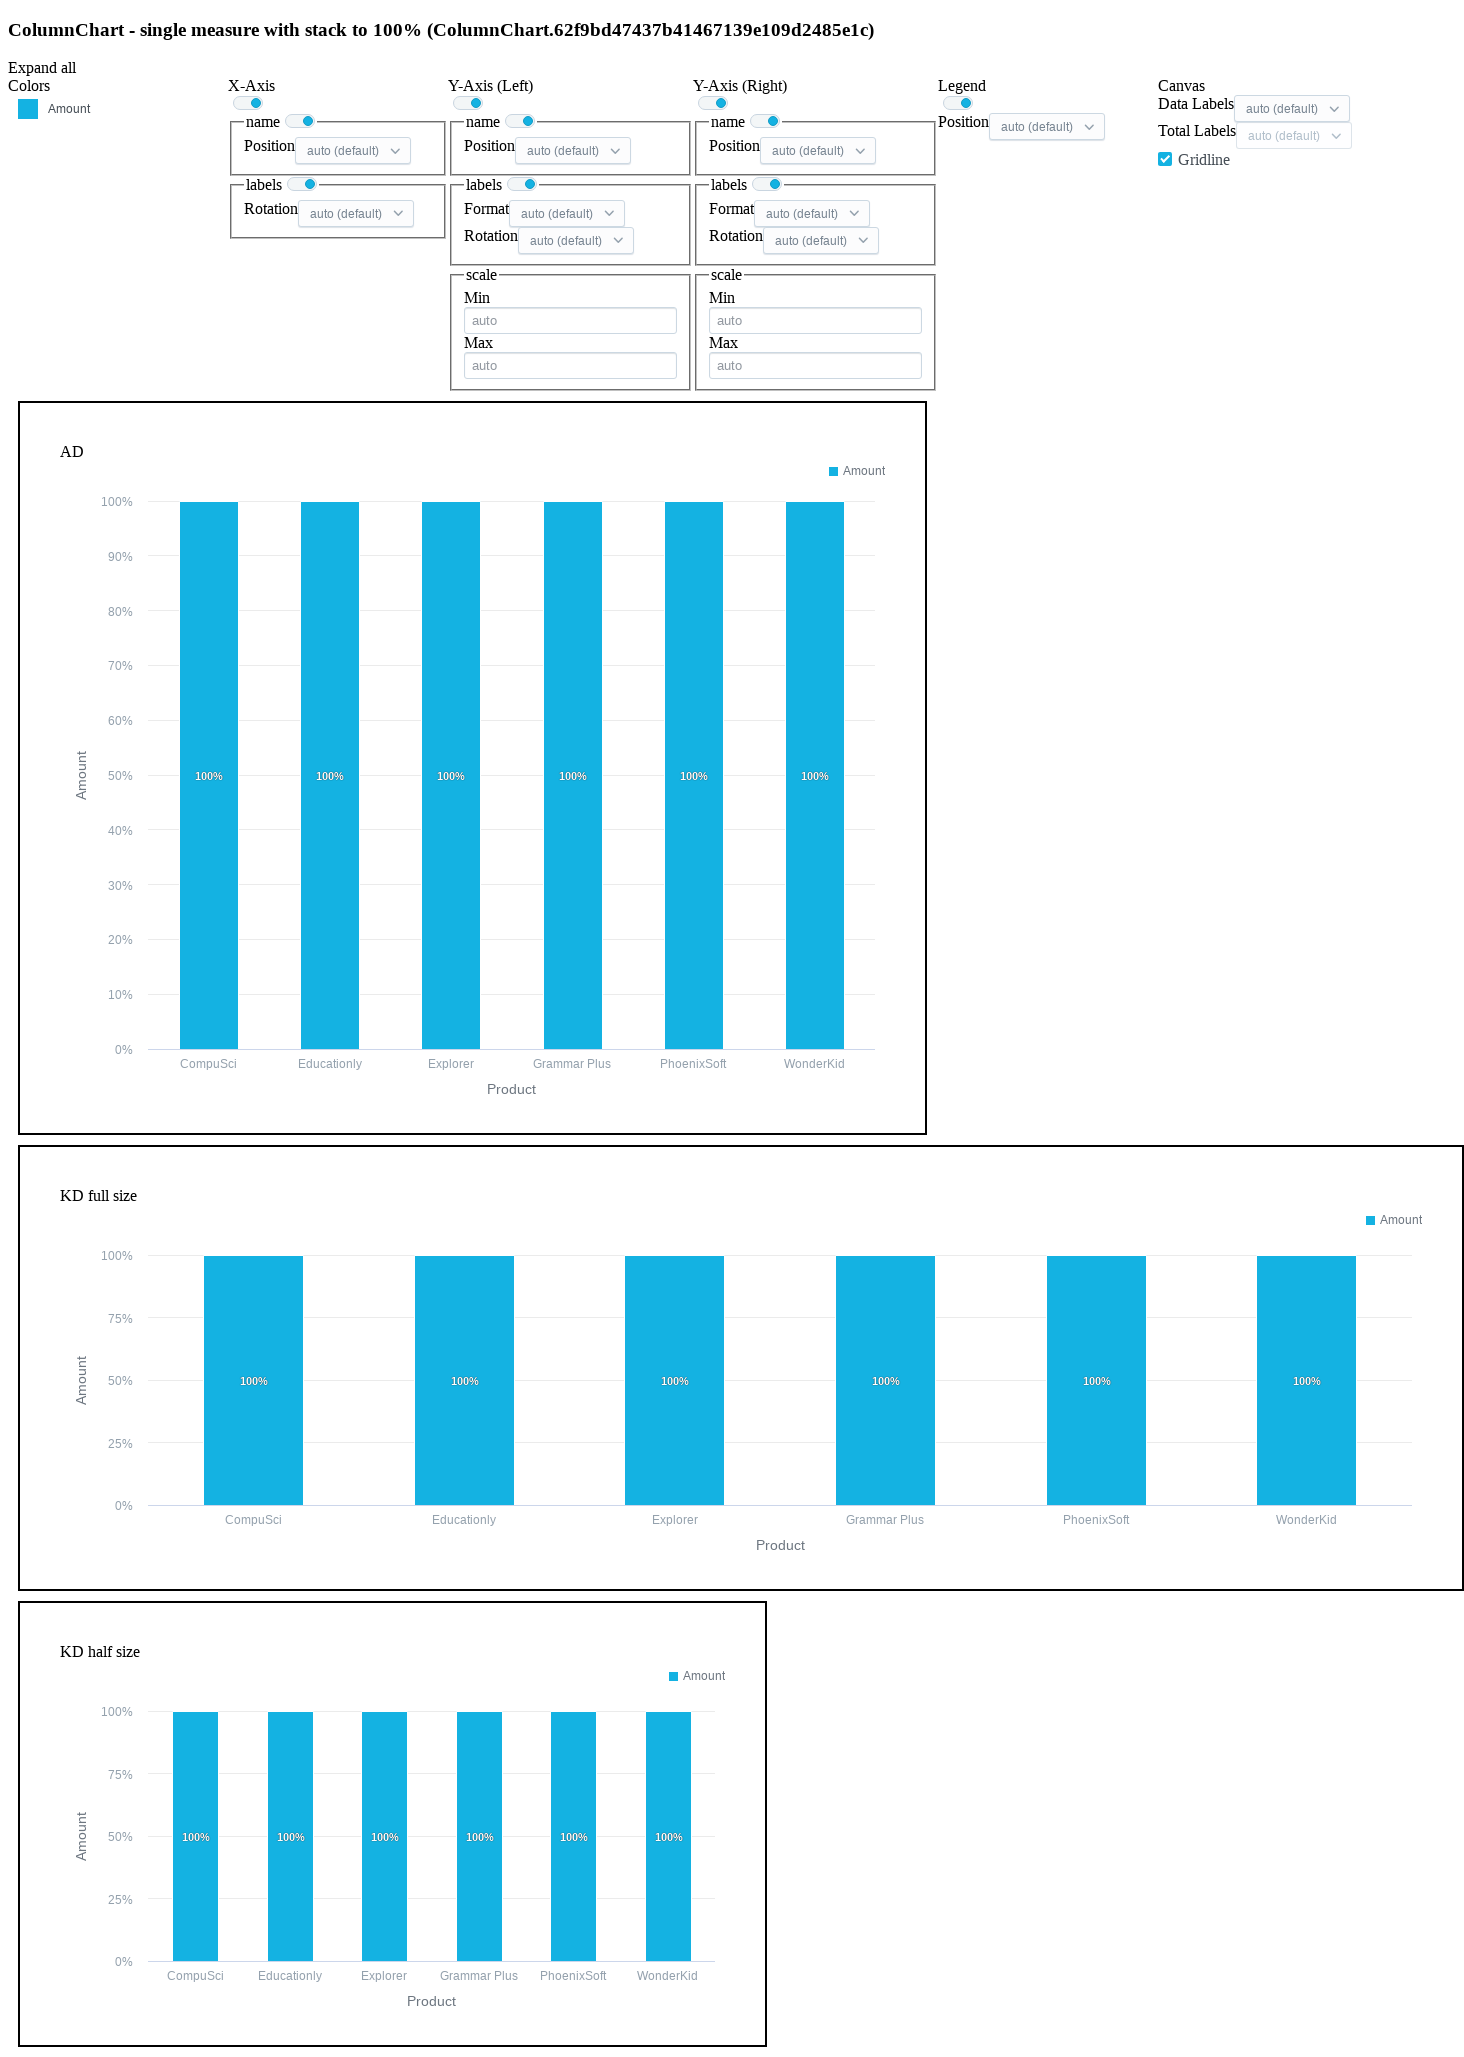 ColumnChart - single measure with stack to 100% (ColumnChart.62f9bd47437b41467139e109d2485e1c)
Expand all
Colors
Amount
X-Axis
name
Position auto (default)
labels
Rotation auto (default)
Y-Axis (Left)
name
Position auto (default)
labels
Format auto (default)
Rotation auto (default)
scale
Min
auto
Max
auto
Y-Axis (Right)
name
Position auto (default)
labels
Format auto (default)
Rotation auto (default)
scale
Min
auto
Max
auto
Legend
Position auto (default)
Canvas
Data Labels auto (default)
Total Labels auto (default)
Gridline
AD
Amount
100%
90%
80%
70%
60%
50%
40%
30%
20%
10%
0%
Amount
100% 100% 100% 100% 100% 100%
CompuSci Educationly Explorer Grammar Plus PhoenixSoft WonderKid
Product
KD full size
Amount
100%
75%
50%
25%
0%
Amount
100% 100% 100% 100% 100% 100%
CompuSci Educationly Explorer Grammar Plus PhoenixSoft WonderKid
Product
KD half size
Amount
100%
75%
50%
25%
0%
Amount
100% 100% 100% 100% 100% 100%
CompuSci Educationly Explorer Grammar Plus PhoenixSoft WonderKid
Product